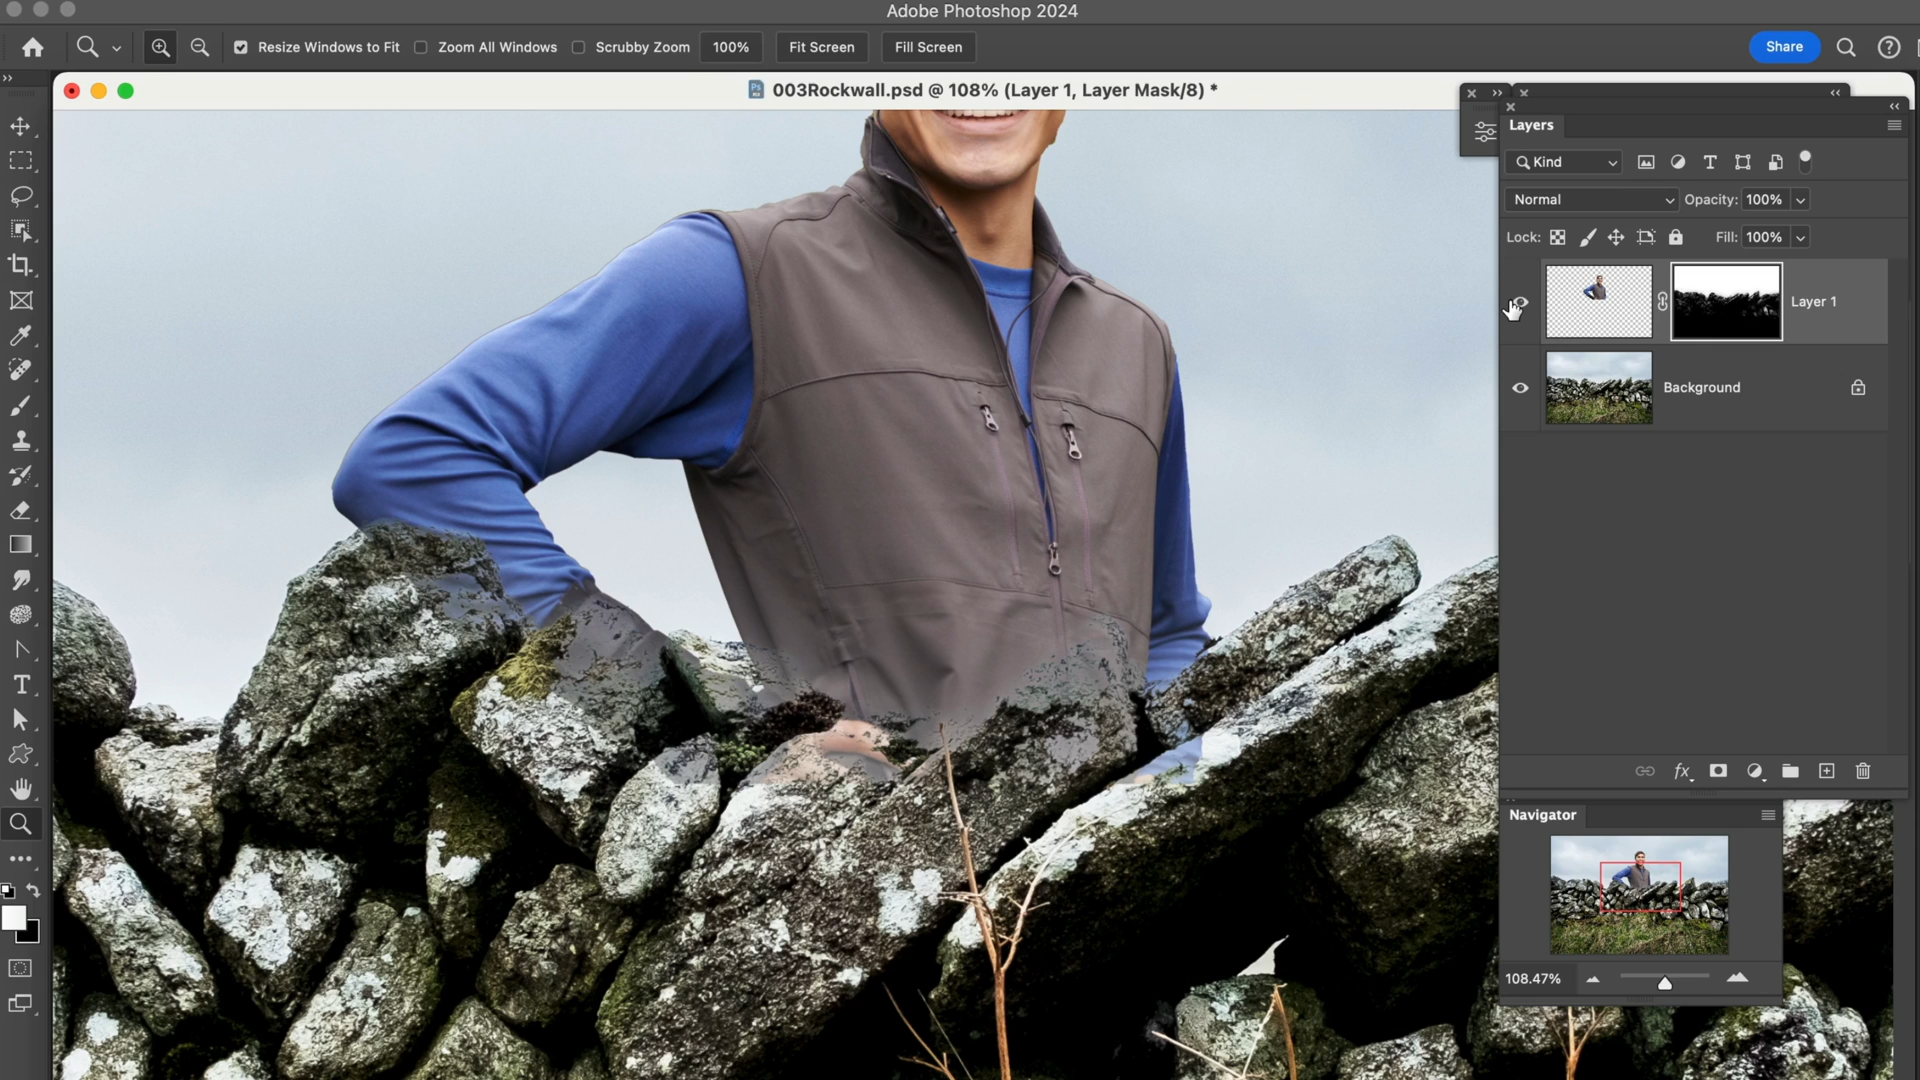 Adobe Photoshop 2024
Resize Windows to Fit
Zoom All Windows
Scrubby Zoom
100%
Fit Screen
Fill Screen
Share
Ps
003Rockwall.psd @ 108% (Layer 1, Layer Mask/8) *
Layers
Kind
Normal
Opacity: 100%
Lock:
Fill: 100%
Layer 1
Background
fx
Navigator
108.47%